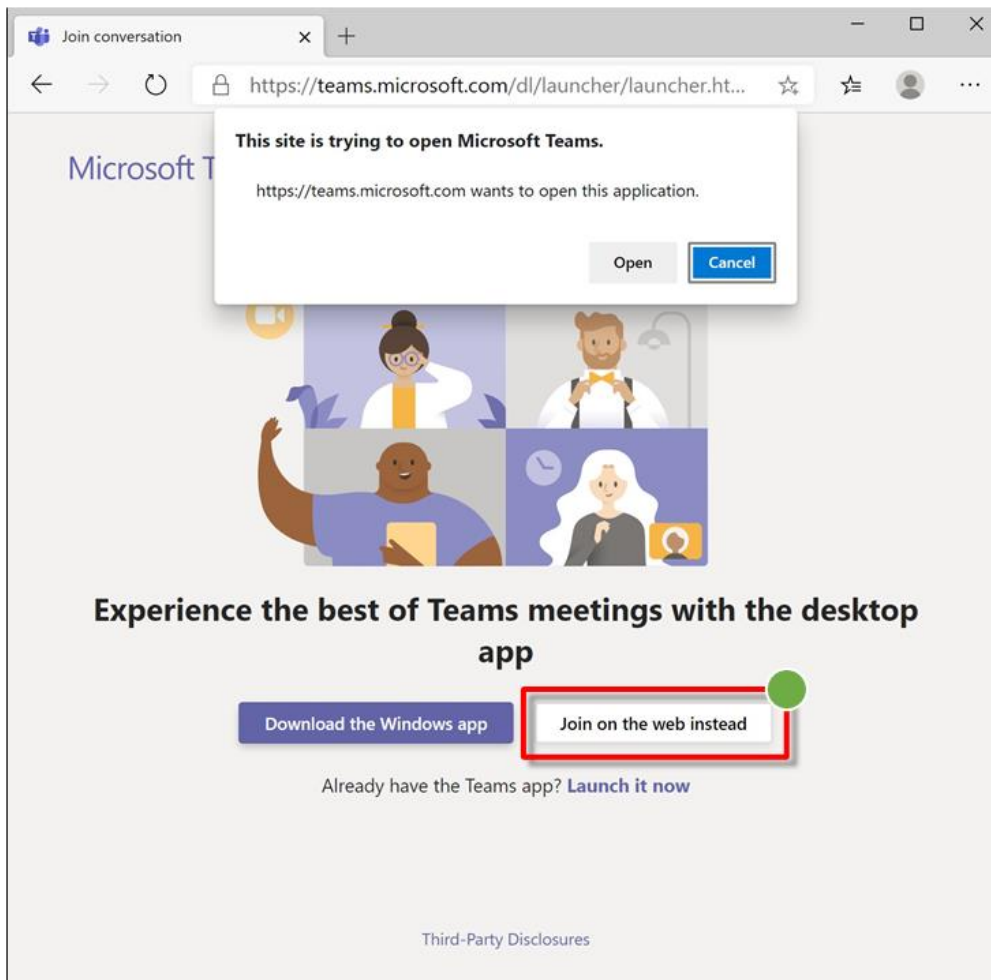 Join conversation
https://teams.microsoft.com/dl/launcher/launcher.ht...
This site is trying to open Microsoft Teams.
https://teams.microsoft.com wants to open this application.
Open Cancel
Microsoft T
Experience the best of Teams meetings with the desktop
app
Download the Windows app Join on the web instead
Already have the Teams app? Launch it now
Third-Party Disclosures